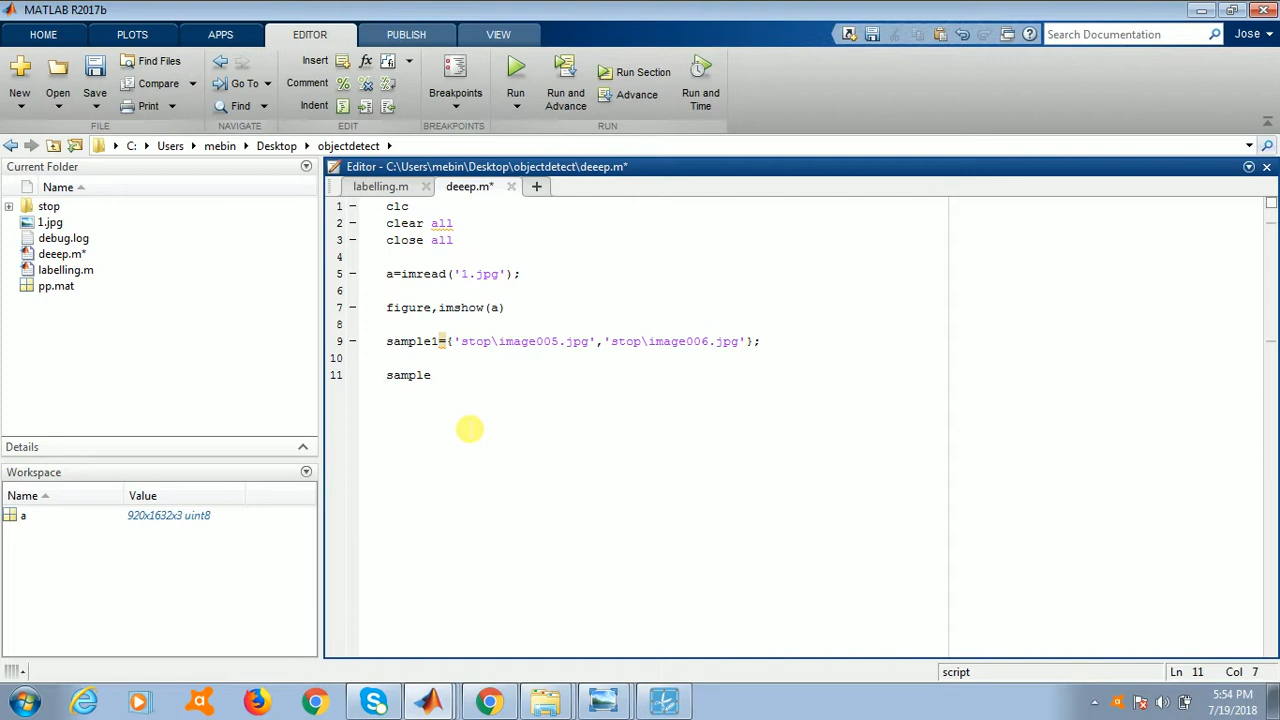 MATLAB R2017b
HOME PLOTS APPS EDITOR PUBLISH VIEW Search Documentation Jose
New Open Save Find Files Compare Print
Go To Find
Insert fx
Comment
Indent
Breakpoints
Run Run and Advance Run Section Advance Run and Time
FILE NAVIGATE EDIT BREAKPOINTS RUN
C: Users mebin Desktop objectdetect
Current Folder
Name
stop
1.jpg
debug.log
deeep.m*
labelling.m
pp.mat
Details
Workspace
Name Value
a 920x1632x3 uint8
Editor - C:\Users\mebin\Desktop\objectdetect\deeep.m*
labelling.m deeep.m*
1 clc
2 clear all
3 close all
4
5 a=imread('1.jpg');
6
7 figure,imshow(a)
8
9 sample1={'stop\image005.jpg','stop\image006.jpg'};
10
11 sample
script Ln 11 Col 7
5:54 PM
7/19/2018